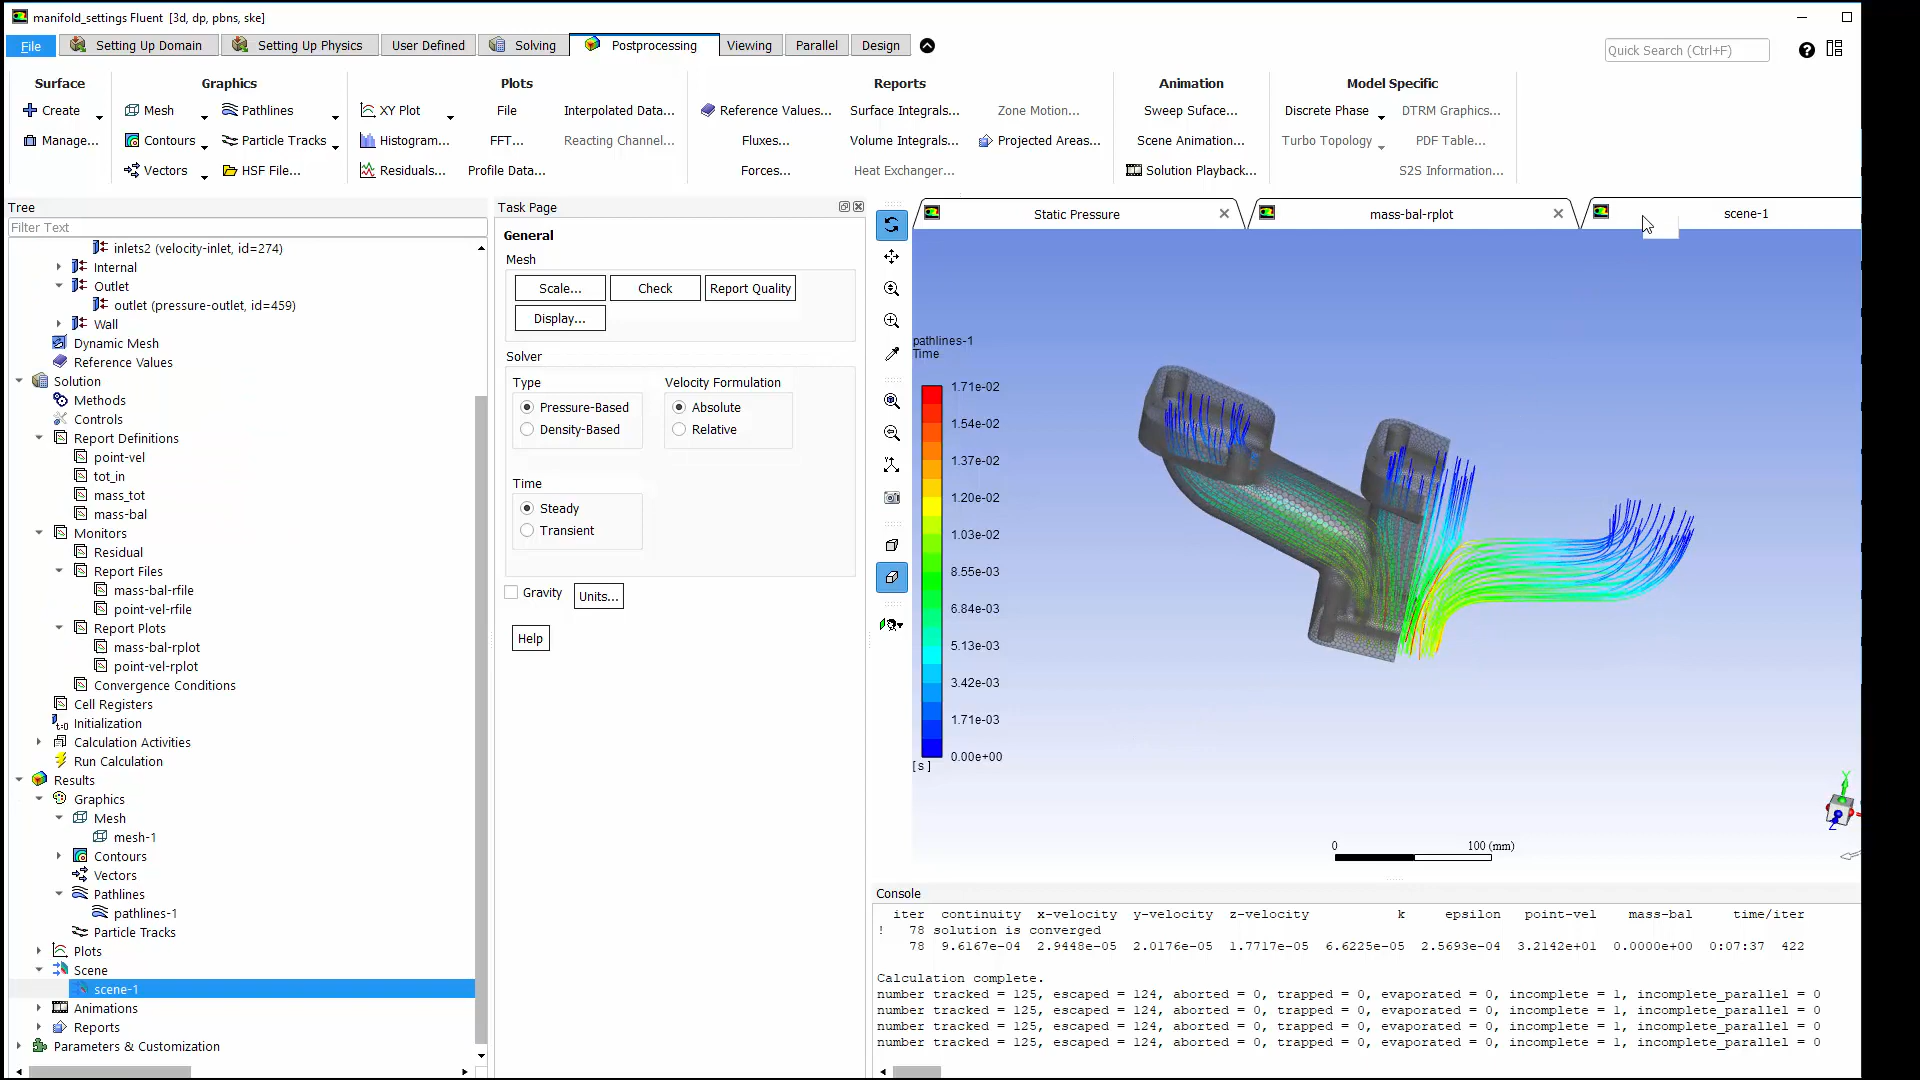 manifold_settings Fluent [3d, dp, pbns, ske]
File Setting Up Domain Setting Up Physics User Defined Solving Postprocessing Viewing Parallel Design Quick Search (Ctrl+F)
Surface Graphics Plots Reports Animation Model Specific
Create Mesh Pathlines XY Plot File Interpolated Data... Reference Values... Surface Integrals... Zone Motion... Sweep Suface... Discrete Phase DTRM Graphics...
Manage... Contours Particle Tracks Histogram... FFT... Reacting Channel... Fluxes... Volume Integrals... Projected Areas... Scene Animation... Turbo Topology PDF Table...
Vectors HSF File... Residuals... Profile Data... Forces... Heat Exchanger... Solution Playback... S2S Information...
Tree
Filter Text
inlets2 (velocity-inlet, id=274)
Internal
Outlet
outlet (pressure-outlet, id=459)
Wall
Dynamic Mesh
Reference Values
Solution
Methods
Controls
Report Definitions
point-vel
tot_in
mass_tot
mass-bal
Monitors
Residual
Report Files
mass-bal-rfile
point-vel-rfile
Report Plots
mass-bal-rplot
point-vel-rplot
Convergence Conditions
Cell Registers
Initialization
Calculation Activities
Run Calculation
Results
Graphics
Mesh
mesh-1
Contours
Vectors
Pathlines
pathlines-1
Particle Tracks
Plots
Scene
scene-1
Animations
Reports
Parameters & Customization
Task Page
General
Mesh
Scale... Check Report Quality
Display...
Solver
Type Velocity Formulation
Pressure-Based Absolute
Density-Based Relative
Time
Steady
Transient
Gravity Units...
Help
Static Pressure mass-bal-rplot scene-1
pathlines-1
Time
1.71e-02
1.54e-02
1.37e-02
1.20e-02
1.03e-02
8.55e-03
6.84e-03
5.13e-03
3.42e-03
1.71e-03
0.00e+00
[ s ]
0 100 (mm)
Y
Z
Console
iter continuity x-velocity y-velocity z-velocity k epsilon point-vel mass-bal time/iter
! 78 solution is converged
78 9.6167e-04 2.9448e-05 2.0176e-05 1.7717e-05 6.6225e-05 2.5693e-04 3.2142e+01 0.0000e+00 0:07:37 422
Calculation complete.
number tracked = 125, escaped = 124, aborted = 0, trapped = 0, evaporated = 0, incomplete = 1, incomplete_parallel = 0
number tracked = 125, escaped = 124, aborted = 0, trapped = 0, evaporated = 0, incomplete = 1, incomplete_parallel = 0
number tracked = 125, escaped = 124, aborted = 0, trapped = 0, evaporated = 0, incomplete = 1, incomplete_parallel = 0
number tracked = 125, escaped = 124, aborted = 0, trapped = 0, evaporated = 0, incomplete = 1, incomplete_parallel = 0